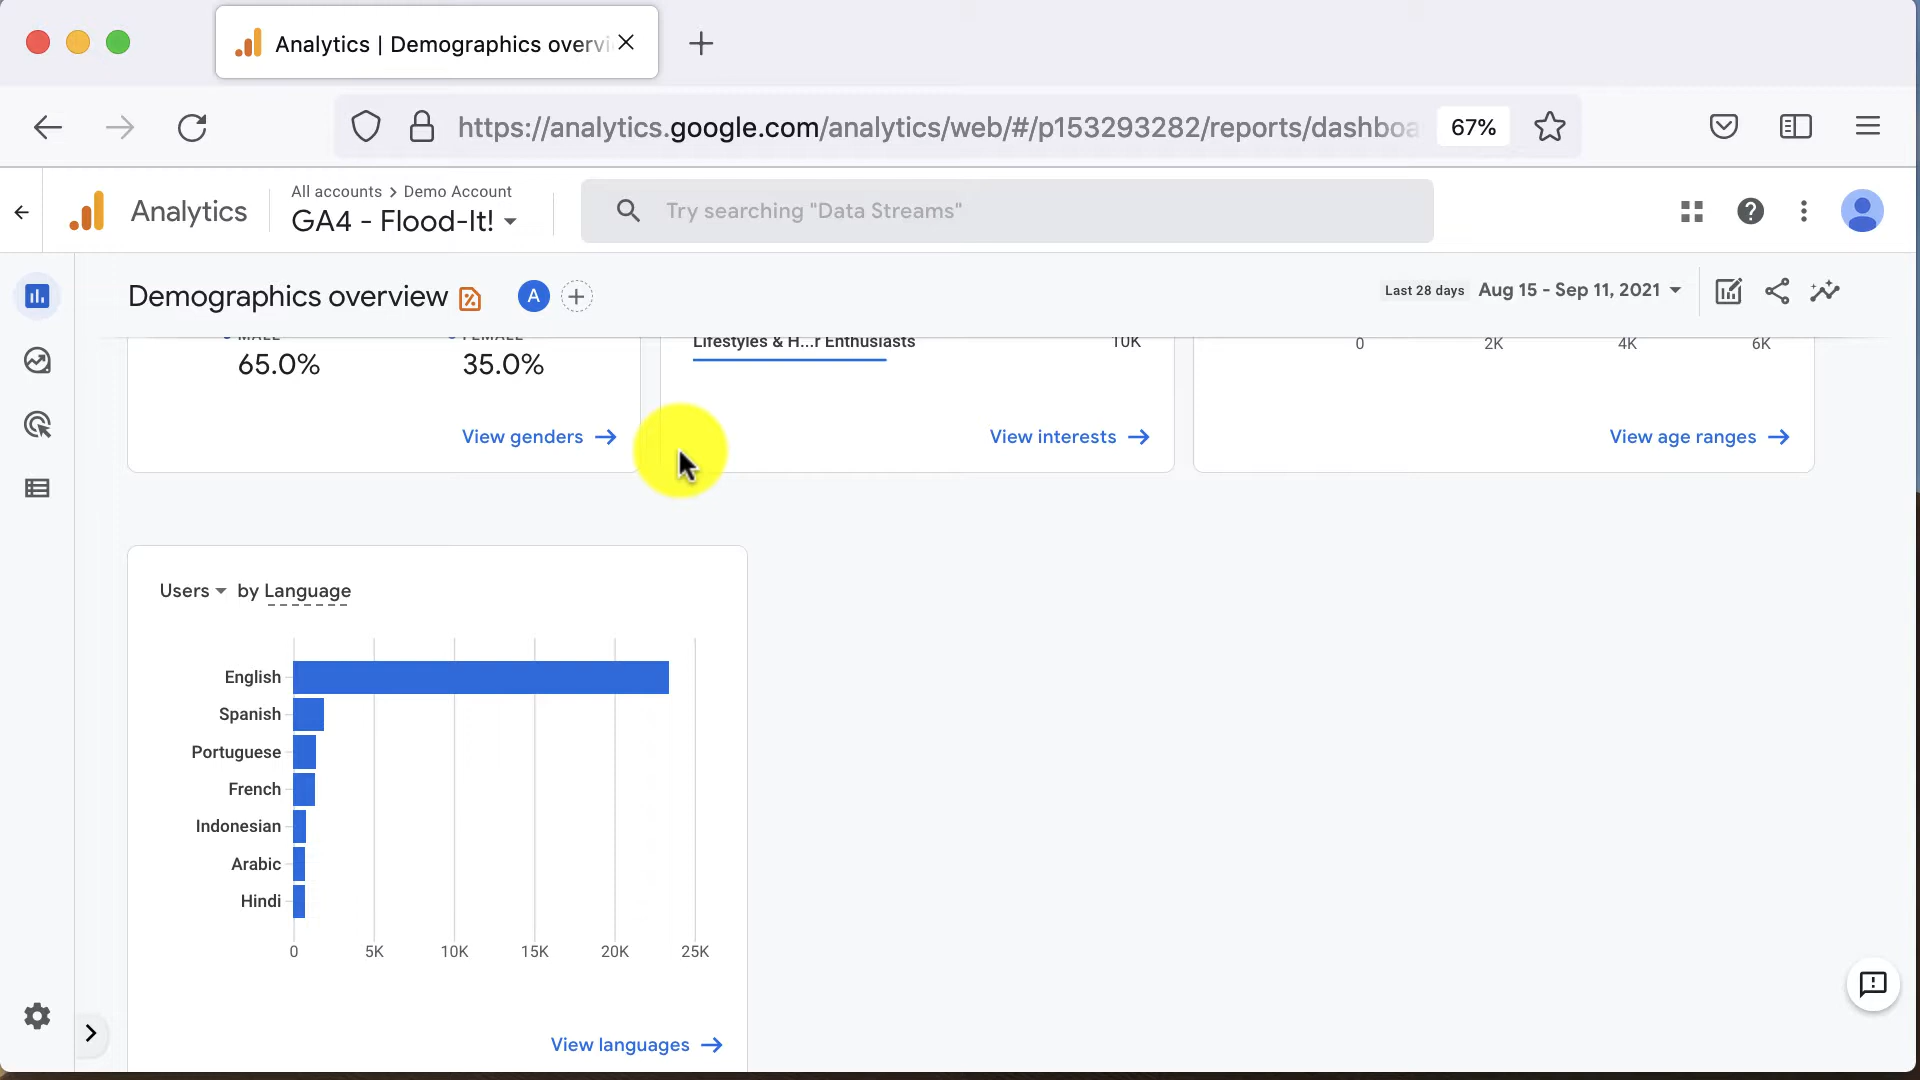 Analytics | Demographics overvi
https://analytics.google.com/analytics/web/#/p153293282/reports/dashboa
67%
Analytics
All accounts > Demo Account
GA4 - Flood-It!
Try searching "Data Streams"
Demographics overview
A
Last 28 days
Aug 15 - Sep 11, 2021
MALE
FEMALE
65.0%
35.0%
Lifestyles & H...r Enthusiasts
10K
0
2K
4K
6K
View genders
View interests
View age ranges
Users by Language
English
Spanish
Portuguese
French
Indonesian
Arabic
Hindi
0
5K
10K
15K
20K
25K
View languages